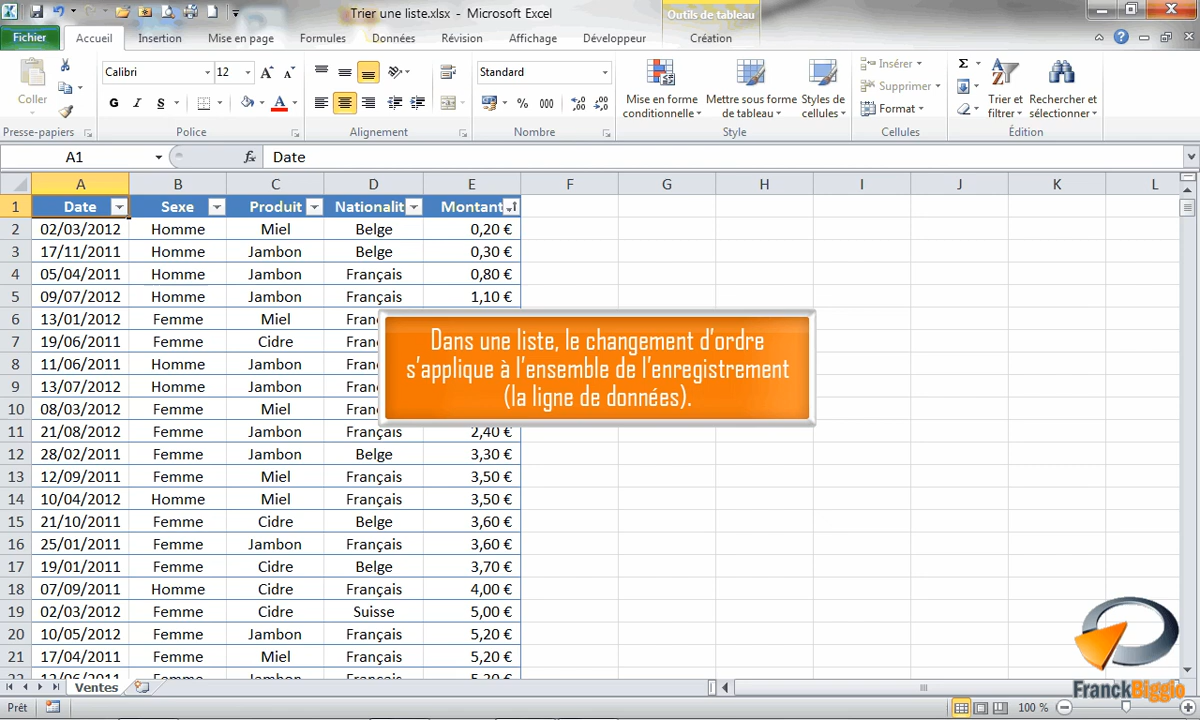 Trier une liste.xlsx - Microsoft Excel
Outils de tableau
Fichier Accueil Insertion Mise en page Formules Données Révision Affichage Développeur Création
Calibri 12 Standard
Coller
G I S
% 000
Mise en forme conditionnelle
Mettre sous forme de tableau
Styles de cellules
Insérer
Supprimer
Format
Σ
Trier et filtrer
Rechercher et sélectionner
Presse-papiers Police Alignement Nombre Style Cellules Édition
A1 fx Date
A B C D E F G H I J K L
1 Date Sexe Produit Nationalit Montant
2 02/03/2012 Homme Miel Belge 0,20 €
3 17/11/2011 Homme Jambon Belge 0,30 €
4 05/04/2011 Homme Jambon Français 0,80 €
5 09/07/2012 Homme Jambon Français 1,10 €
6 13/01/2012 Femme Miel
7 19/06/2011 Femme Cidre
8 11/06/2011 Homme Jambon
9 13/07/2012 Homme Jambon
10 08/03/2012 Femme Miel
Dans une liste, le changement d'ordre
s'applique à l'ensemble de l'enregistrement
(la ligne de données).
11 21/08/2012 Femme Jambon Français 2,40 €
12 28/02/2011 Femme Jambon Belge 3,30 €
13 12/09/2011 Femme Miel Français 3,50 €
14 10/04/2012 Homme Miel Français 3,50 €
15 21/10/2011 Femme Cidre Belge 3,60 €
16 25/01/2011 Femme Jambon Français 3,60 €
17 19/01/2011 Femme Cidre Belge 3,70 €
18 07/09/2011 Homme Cidre Français 4,00 €
19 02/03/2012 Femme Cidre Suisse 5,00 €
20 10/05/2012 Femme Jambon Français 5,20 €
21 17/04/2011 Femme Miel Français 5,20 €
Ventes
FranckBiggio
Prêt 100 %